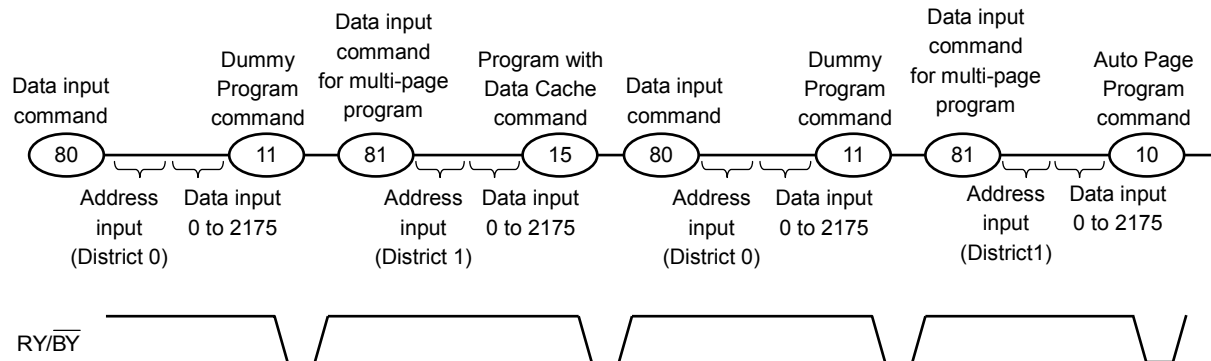 Data input
command
Dummy
Program
command
Data input
command
for multi-page
program
Program with
Data Cache
command
Data input
command
Dummy
Program
command
Data input
command
for multi-page
program
Auto Page
Program
command
80
11
81
15
80
11
81
10
Address
input
(District 0)
Data input
0 to 2175
Address
input
(District 1)
Data input
0 to 2175
Address
input
(District 0)
Data input
0 to 2175
Address
input
(District1)
Data input
0 to 2175
RY/B̅Y̅